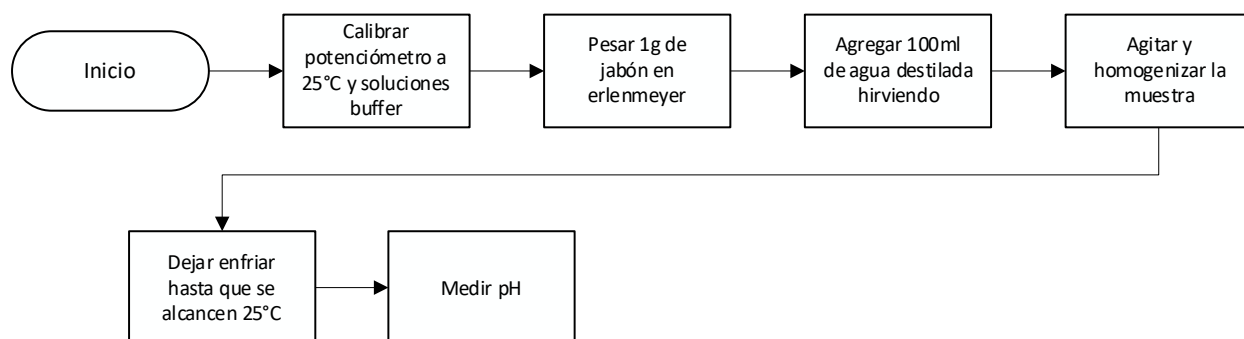 Inicio
Calibrar
potenciómetro a
25°C y soluciones
buffer
Pesar 1g de
jabón en
erlenmeyer
Agregar 100ml
de agua destilada
hirviendo
Agitar y
homogenizar la
muestra
Dejar enfriar
hasta que se
alcancen 25°C
Medir pH